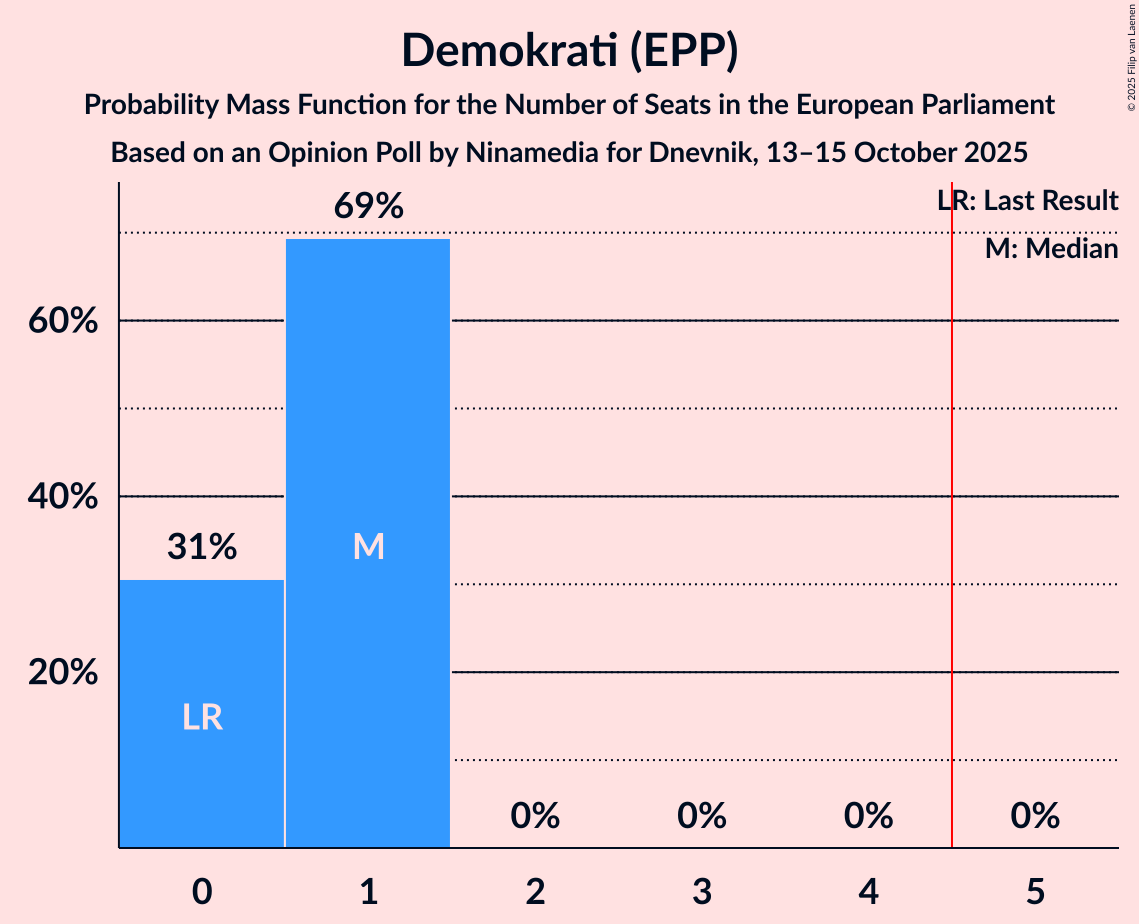 Demokrati (EPP)
Probability Mass Function for the Number of Seats in the European Parliament
Based on an Opinion Poll by Ninamedia for Dnevnik, 13–15 October 2025
© 2025 Filip van Laenen
LR: Last Result
M: Median
69%
60%
40%
31%
M
20%
LR
0% 0% 0% 0%
0 1 2 3 4 5